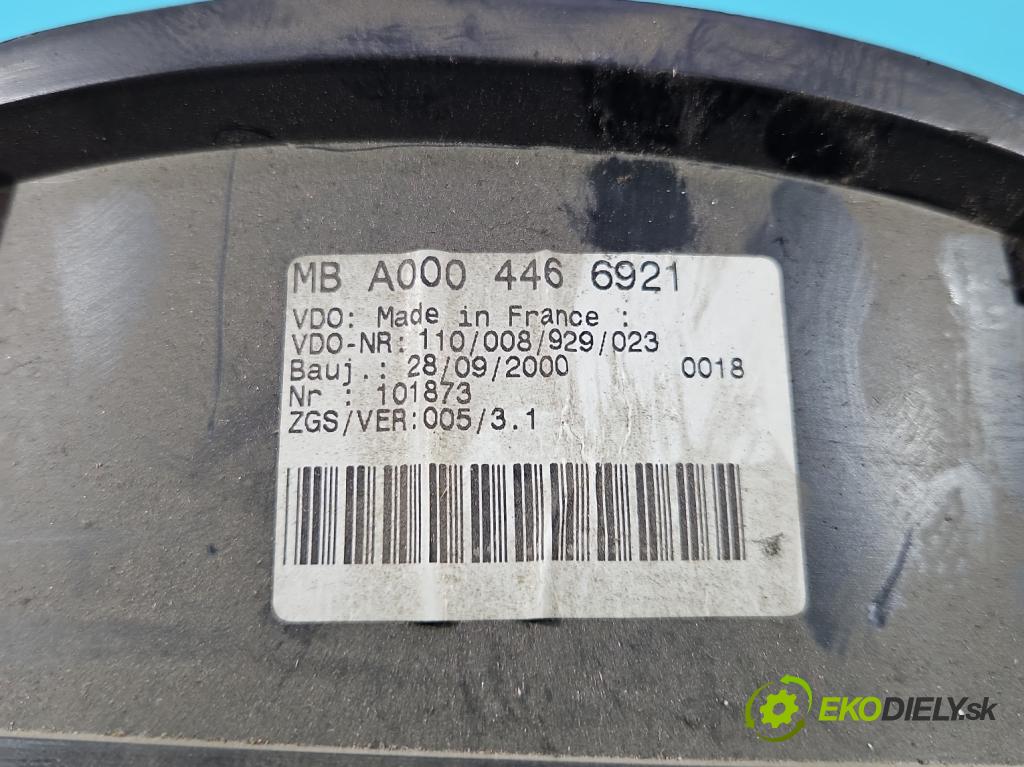 MB A000 446 6921
VDO: Made in France :
VDO-NR: 110/008/929/023
Bauj.: 28/09/2000 0018
Nr : 101873
ZGS/VER:005/3.1
EKODIELY.sk